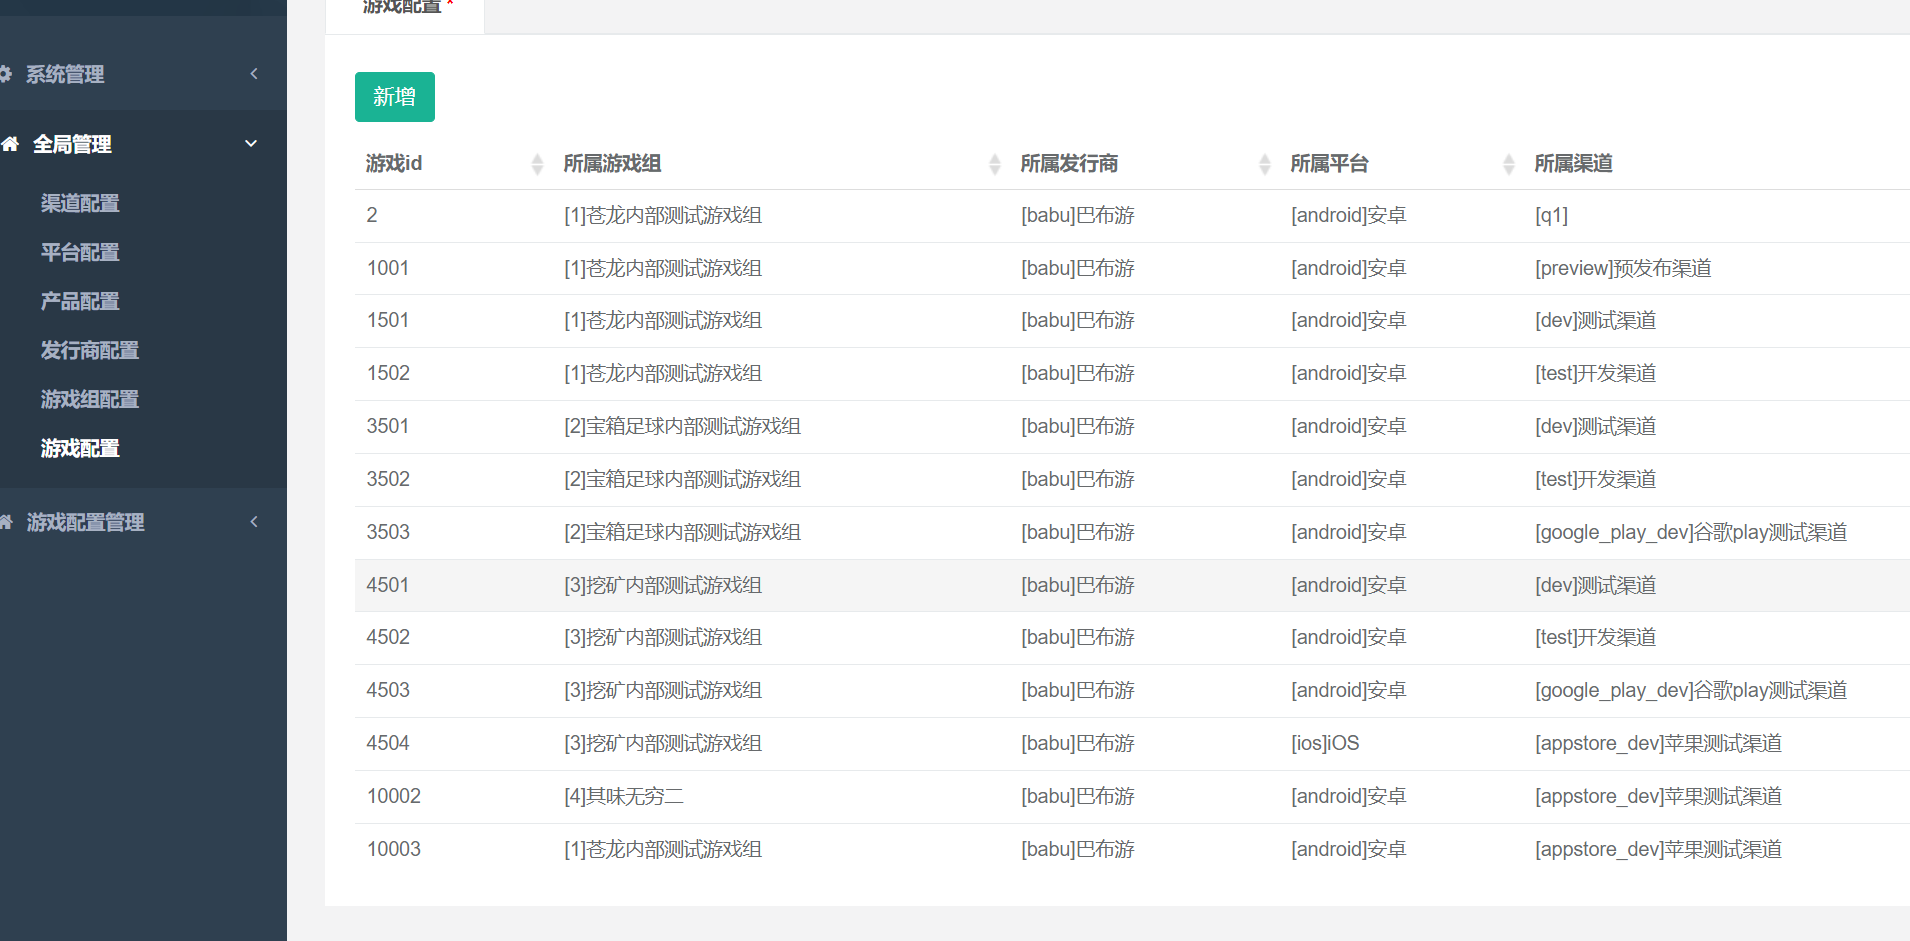 游戏配置 *
系统管理
全局管理
渠道配置
平台配置
产品配置
发行商配置
游戏组配置
游戏配置
游戏配置管理
新增
游戏id 所属游戏组 所属发行商 所属平台 所属渠道
2 [1]苍龙内部测试游戏组 [babu]巴布游 [android]安卓 [q1]
1001 [1]苍龙内部测试游戏组 [babu]巴布游 [android]安卓 [preview]预发布渠道
1501 [1]苍龙内部测试游戏组 [babu]巴布游 [android]安卓 [dev]测试渠道
1502 [1]苍龙内部测试游戏组 [babu]巴布游 [android]安卓 [test]开发渠道
3501 [2]宝箱足球内部测试游戏组 [babu]巴布游 [android]安卓 [dev]测试渠道
3502 [2]宝箱足球内部测试游戏组 [babu]巴布游 [android]安卓 [test]开发渠道
3503 [2]宝箱足球内部测试游戏组 [babu]巴布游 [android]安卓 [google_play_dev]谷歌play测试渠道
4501 [3]挖矿内部测试游戏组 [babu]巴布游 [android]安卓 [dev]测试渠道
4502 [3]挖矿内部测试游戏组 [babu]巴布游 [android]安卓 [test]开发渠道
4503 [3]挖矿内部测试游戏组 [babu]巴布游 [android]安卓 [google_play_dev]谷歌play测试渠道
4504 [3]挖矿内部测试游戏组 [babu]巴布游 [ios]iOS [appstore_dev]苹果测试渠道
10002 [4]其味无穷二 [babu]巴布游 [android]安卓 [appstore_dev]苹果测试渠道
10003 [1]苍龙内部测试游戏组 [babu]巴布游 [android]安卓 [appstore_dev]苹果测试渠道